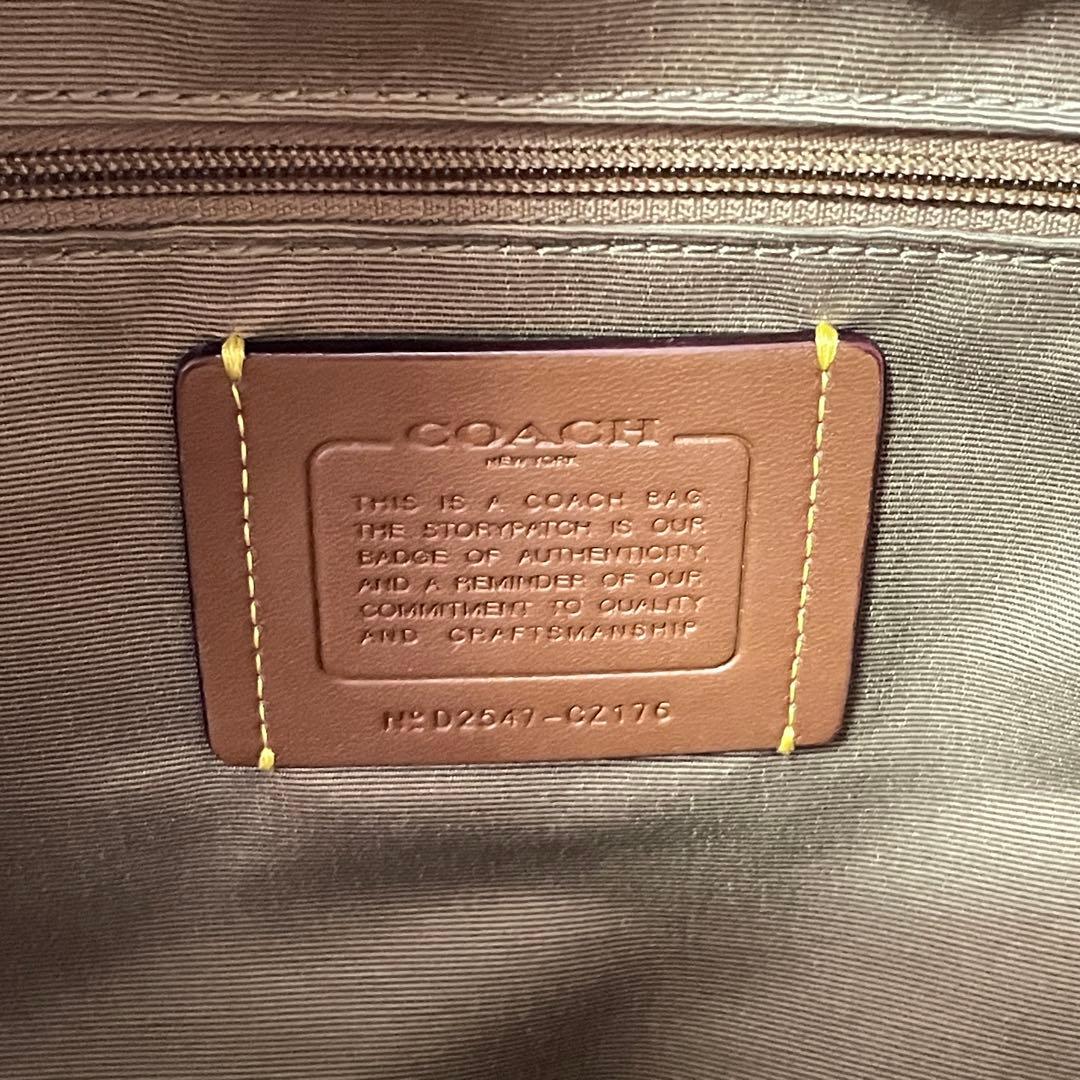 COACH
NEW YORK
THIS IS A COACH BAG.
THE STORYPATCH IS OUR
BADGE OF AUTHENTICITY,
AND A REMINDER OF OUR
COMMITMENT TO QUALITY
AND CRAFTSMANSHIP
Nº D2547-CZ176